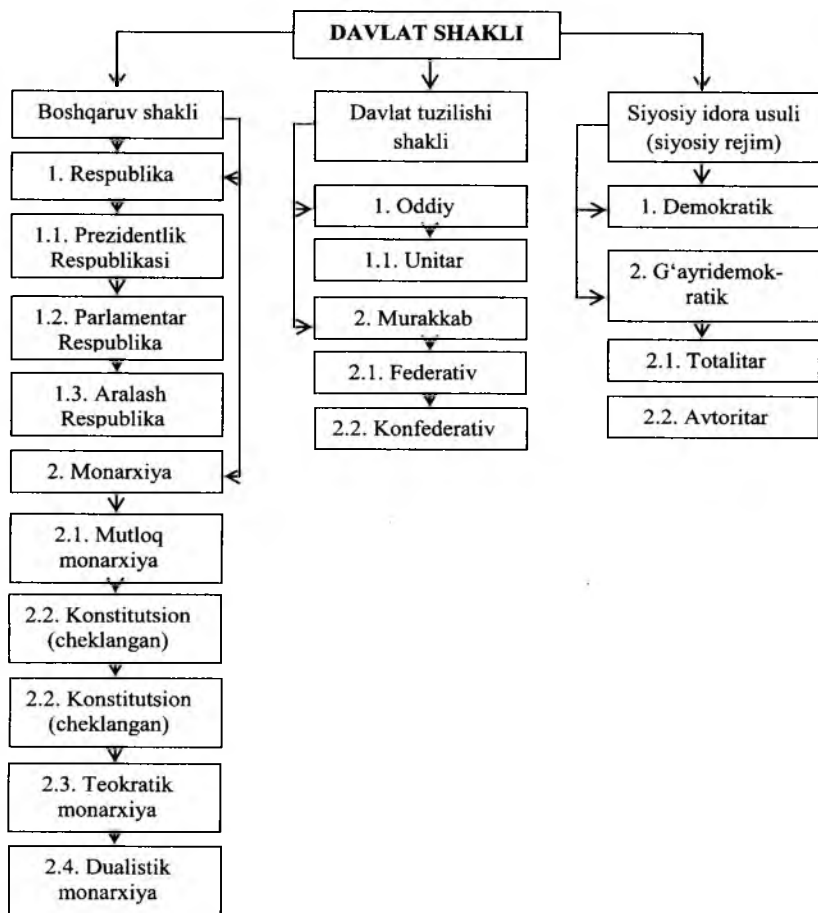 DAVLAT SHAKLI
Boshqaruv shakli
1. Respublika
1.1. Prezidentlik
Respublikasi
1.2. Parlamentar
Respublika
1.3. Aralash
Respublika
2. Monarxiya
2.1. Mutloq
monarxiya
2.2. Konstitutsion
(cheklangan)
2.2. Konstitutsion
(cheklangan)
2.3. Teokratik
monarxiya
2.4. Dualistik
monarxiya
Davlat tuzilishi
shakli
1. Oddiy
1.1. Unitar
2. Murakkab
2.1. Federativ
2.2. Konfederativ
Siyosiy idora usuli
(siyosiy rejim)
1. Demokratik
2. G‘ayridemok-
ratik
2.1. Totalitar
2.2. Avtoritar